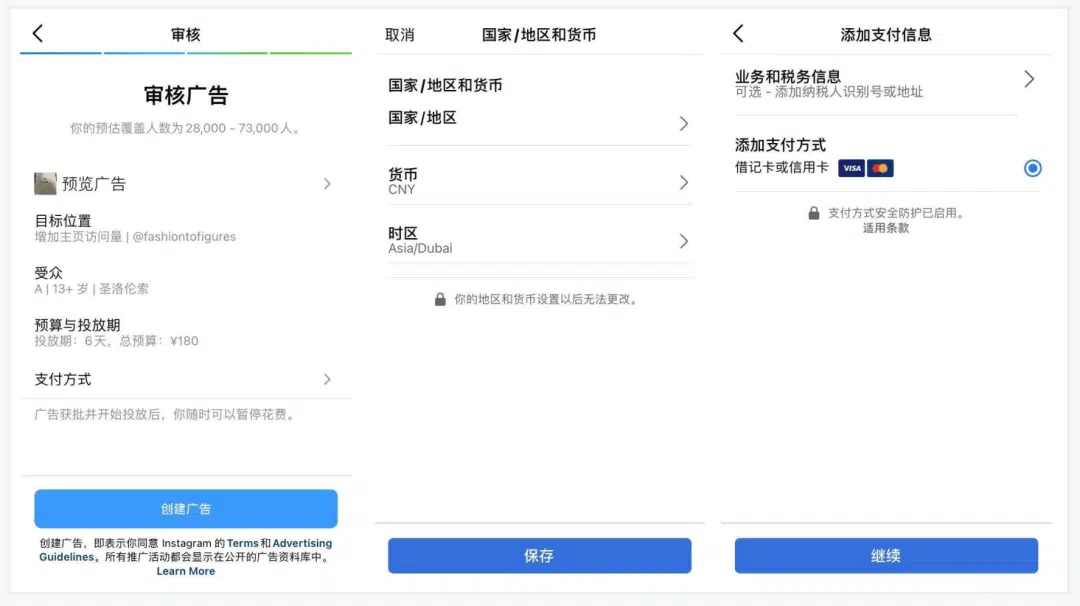 审核
审核广告
你的预估覆盖人数为 28,000 – 73,000 人。
预览广告
目标位置
增加主页访问量 | @fashiontofigures
受众
A | 13+ 岁 | 圣洛伦索
预算与投放期
投放期：6 天，总预算：¥180
支付方式
广告获批并开始投放后，你随时可以暂停花费。
创建广告
创建广告，即表示你同意 Instagram 的 Terms 和 Advertising
Guidelines。所有推广活动都会显示在公开的广告资料库中。
Learn More
取消
国家/地区和货币
国家/地区和货币
国家/地区
货币
CNY
时区
Asia/Dubai
你的地区和货币设置以后无法更改。
保存
添加支付信息
业务和税务信息
可选 - 添加纳税人识别号或地址
添加支付方式
借记卡或信用卡 VISA
支付方式安全防护已启用。
适用条款
继续